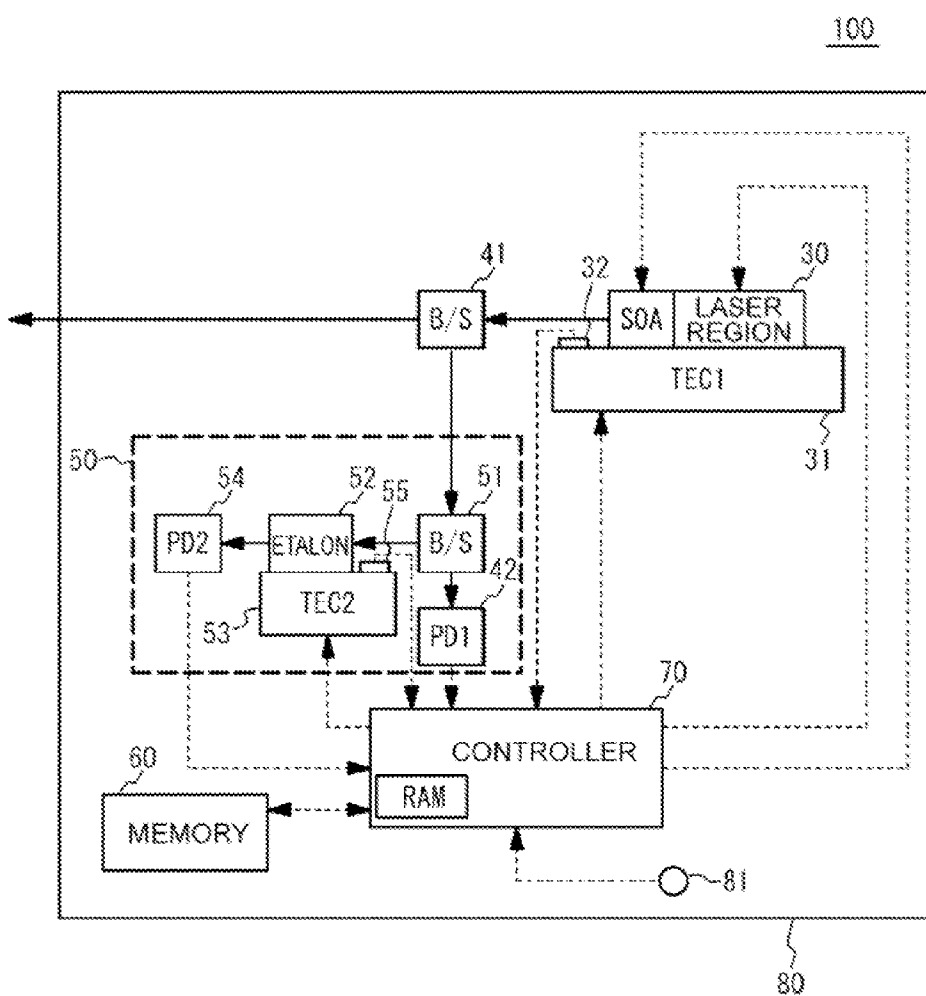 100
41
32
30
B/S
SOA
LASER REGION
TEC1
31
50
54
52
55
51
PD2
ETALON
B/S
42
TEC2
53
PD1
70
60
CONTROLLER
RAM
MEMORY
81
80